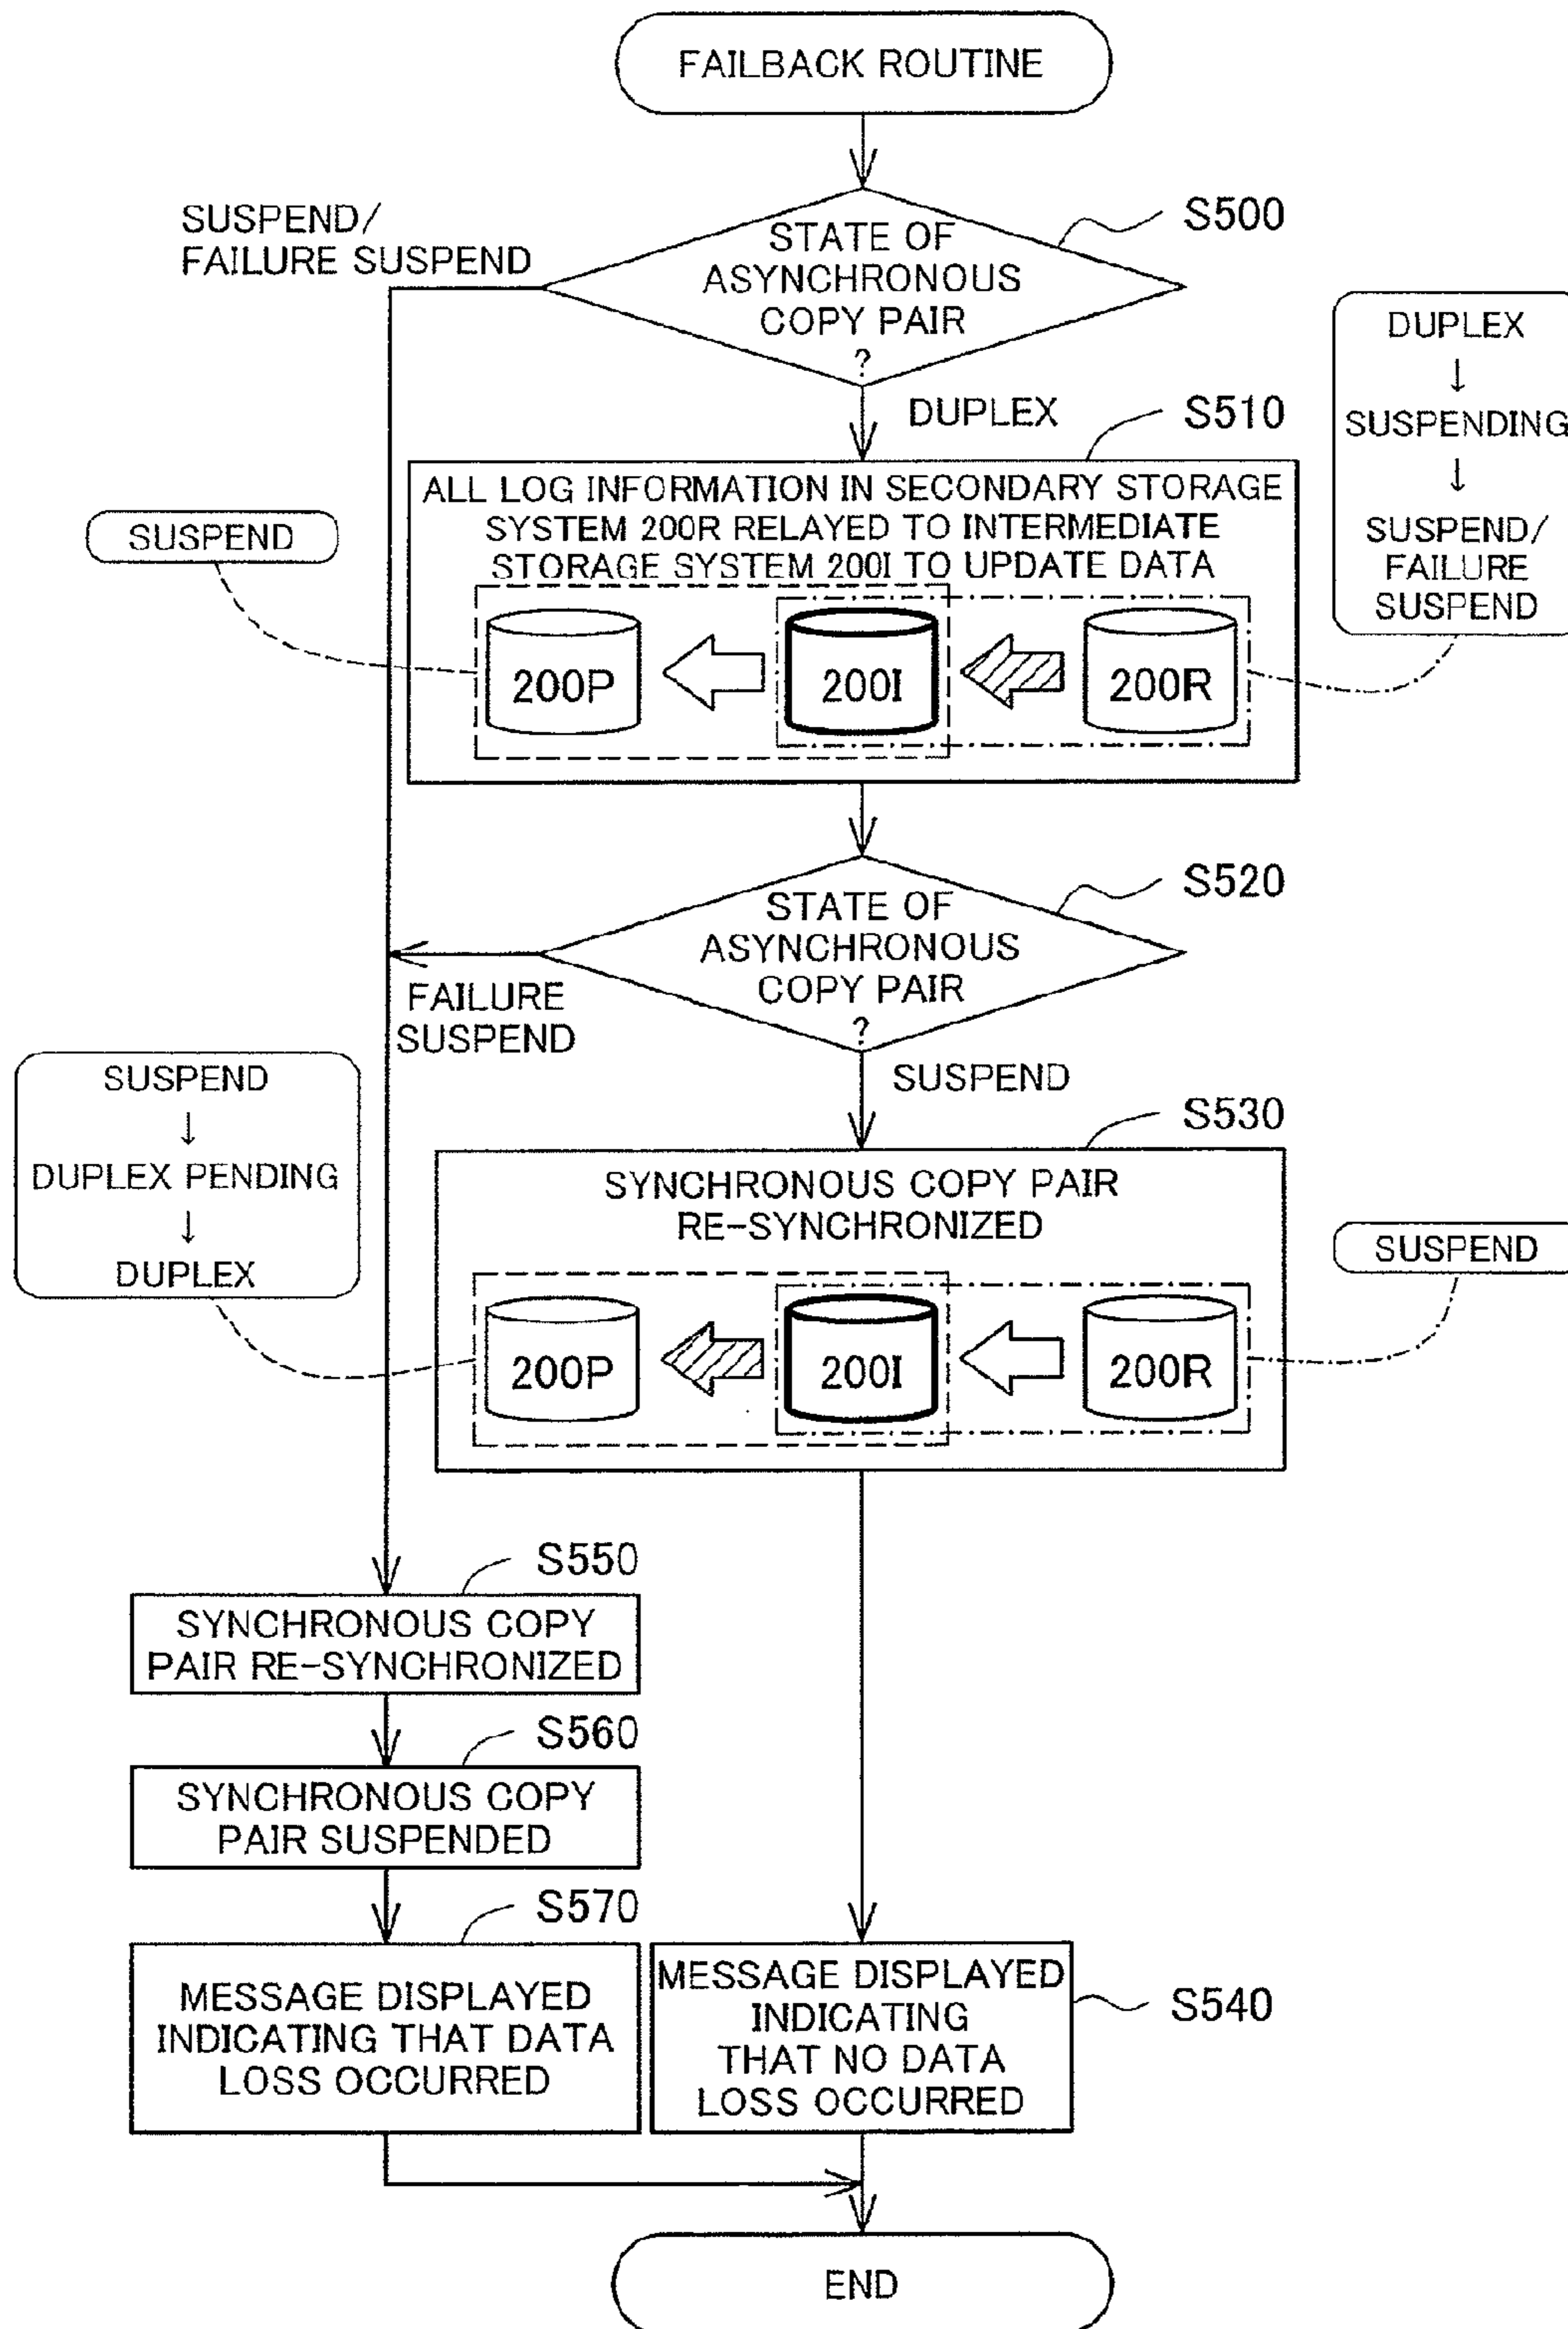 FAILBACK ROUTINE
SUSPEND/
FAILURE SUSPEND
STATE OF
ASYNCHRONOUS
COPY PAIR
?
S500
DUPLEX
S510
DUPLEX
↓
SUSPENDING
↓
SUSPEND/
FAILURE
SUSPEND
SUSPEND
ALL LOG INFORMATION IN SECONDARY STORAGE
SYSTEM 200R RELAYED TO INTERMEDIATE
STORAGE SYSTEM 200I TO UPDATE DATA
200P
200I
200R
STATE OF
ASYNCHRONOUS
COPY PAIR
?
S520
FAILURE
SUSPEND
SUSPEND
SUSPEND
↓
DUPLEX PENDING
↓
DUPLEX
S530
SYNCHRONOUS COPY PAIR
RE-SYNCHRONIZED
200P
200I
200R
SUSPEND
S550
SYNCHRONOUS COPY
PAIR RE-SYNCHRONIZED
S560
SYNCHRONOUS COPY
PAIR SUSPENDED
S570
MESSAGE DISPLAYED
INDICATING THAT DATA
LOSS OCCURRED
MESSAGE DISPLAYED
INDICATING
THAT NO DATA
LOSS OCCURRED
S540
END